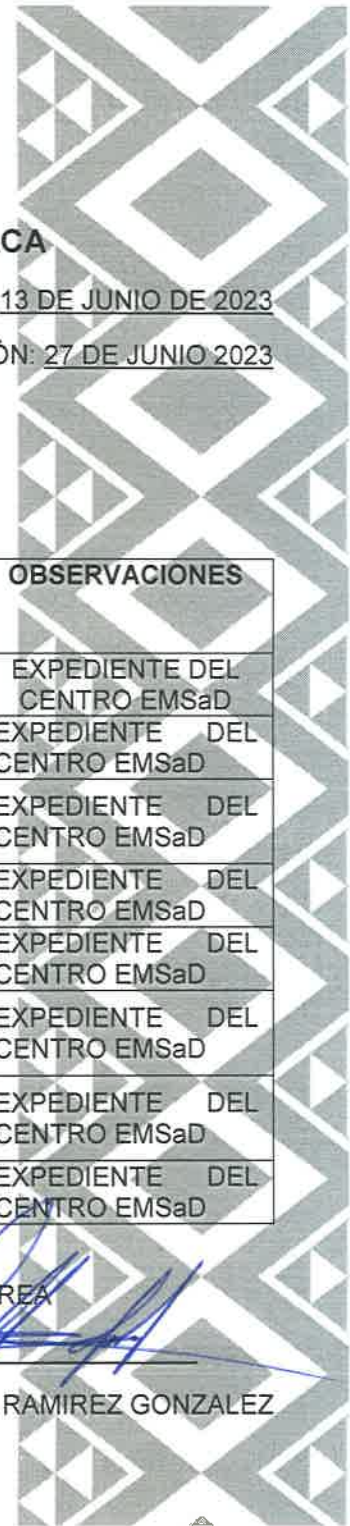 CA
13 DE JUNIO DE 2023
ÓN: 27 DE JUNIO 2023
OBSERVACIONES
EXPEDIENTE DEL
CENTRO EMSaD
EXPEDIENTE DEL
CENTRO EMSaD
EXPEDIENTE DEL
CENTRO EMSaD
EXPEDIENTE DEL
CENTRO EMSaD
EXPEDIENTE DEL
CENTRO EMSaD
EXPEDIENTE DEL
CENTRO EMSaD
EXPEDIENTE DEL
CENTRO EMSaD
EXPEDIENTE DEL
CENTRO EMSaD
REA
RAMIREZ GONZALEZ